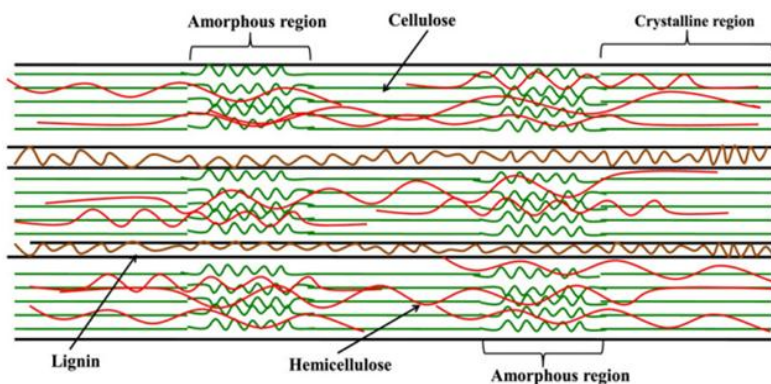 Amorphous region
Cellulose
Crystalline region
Lignin
Hemicellulose
Amorphous region